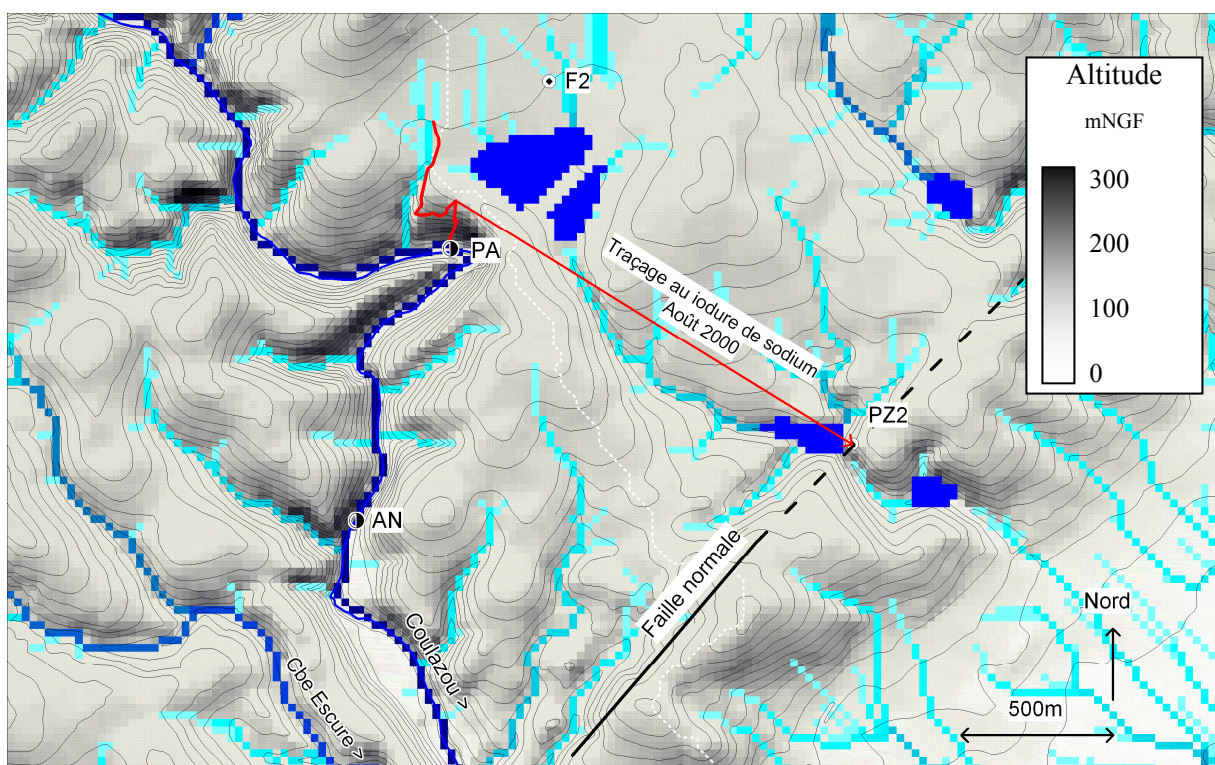 F2
Altitude
mNGF
300
200
100
0
PA
Traçage au iodure de sodium
Août 2000
PZ2
AN
Faille normale
Nord
500m
Coulazou >
Cbe Escure >